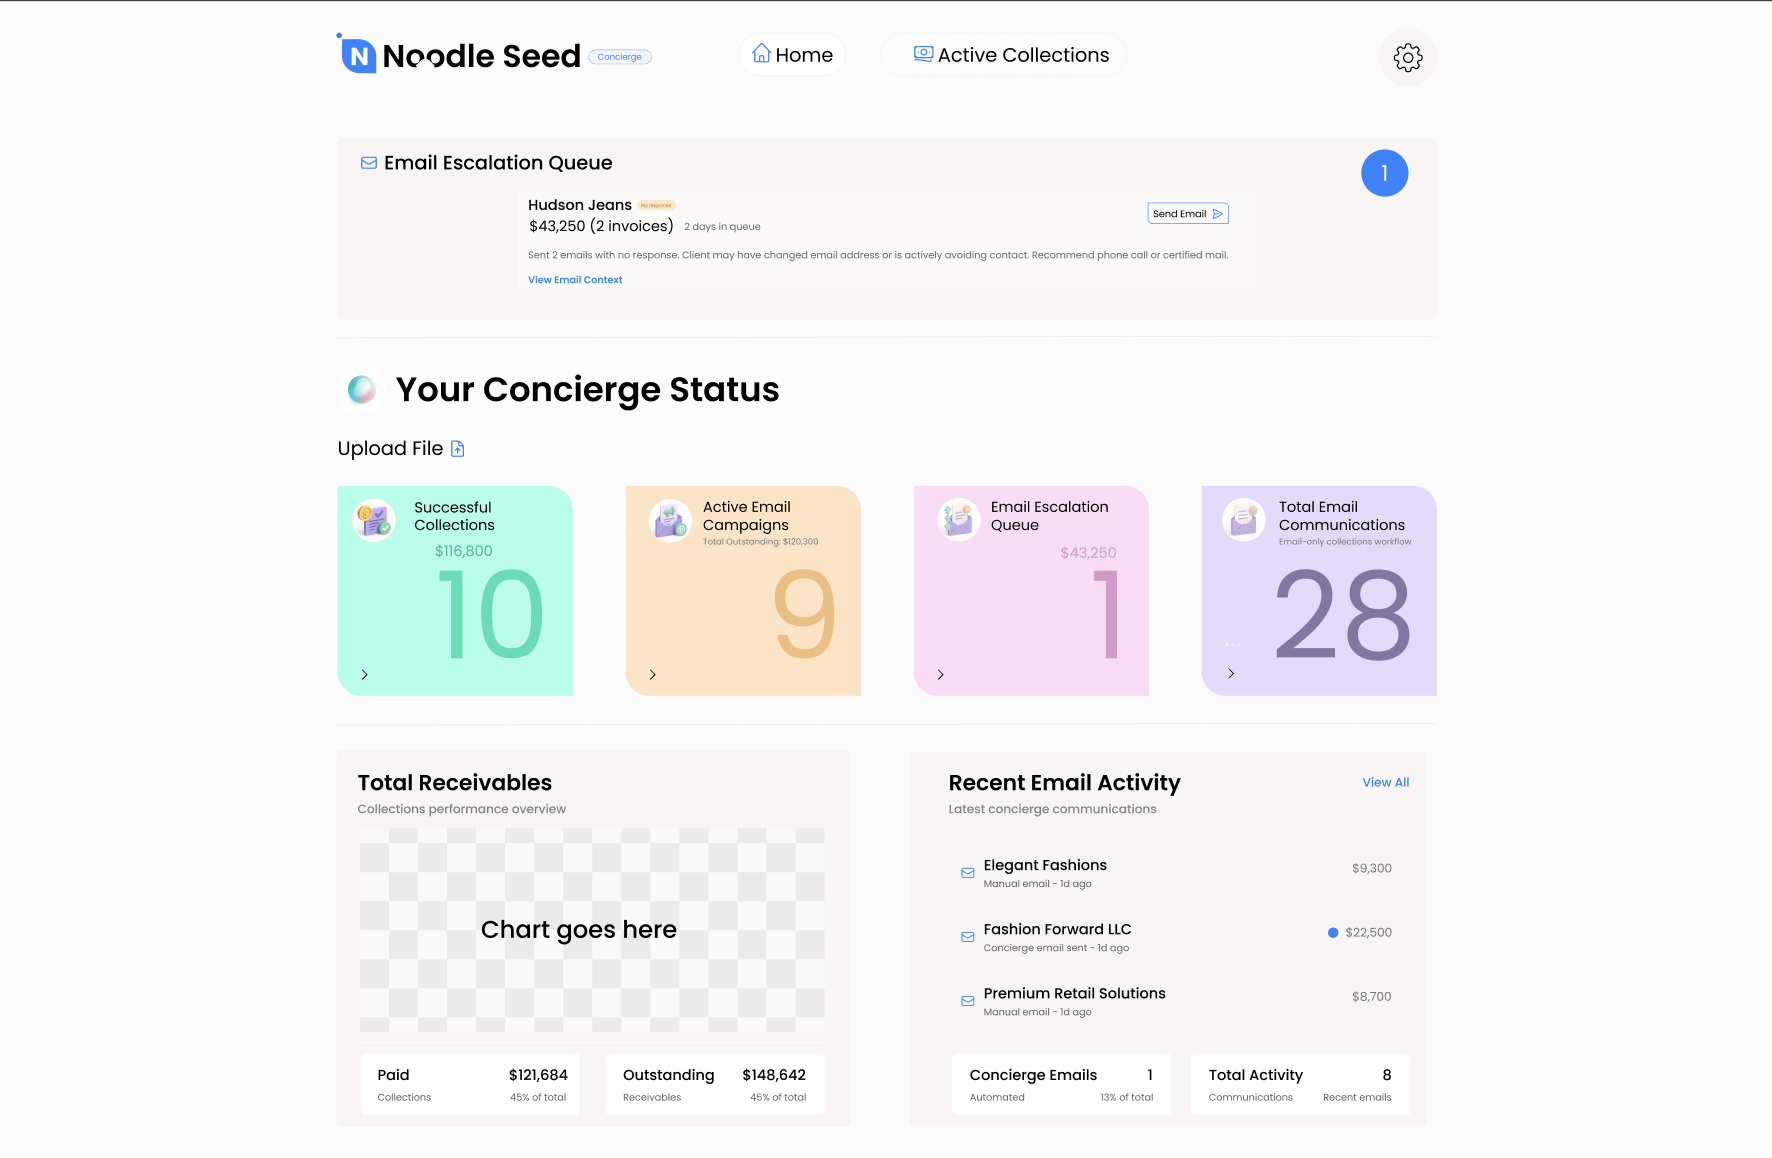 Noodle Seed
Concierge
Home
Active Collections
Email Escalation Queue
1
Hudson Jeans
No response
$43,250 (2 invoices)
2 days in queue
Send Email
Sent 2 emails with no response. Client may have changed email address or is actively avoiding contact. Recommend phone call or certified mail.
View Email Context
Your Concierge Status
Upload File
Successful
Collections
$116,800
10
Active Email
Campaigns
Total Outstanding: $120,300
9
Email Escalation
Queue
$43,250
1
Total Email
Communications
Email-only collections workflow
...
28
Total Receivables
Collections performance overview
Chart goes here
Paid
$121,684
Collections
45% of total
Outstanding
$148,642
Receivables
45% of total
Recent Email Activity
View All
Latest concierge communications
Elegant Fashions
$9,300
Manual email - 1d ago
Fashion Forward LLC
$22,500
Concierge email sent - 1d ago
Premium Retail Solutions
$8,700
Manual email - 1d ago
Concierge Emails
1
Automated
13% of total
Total Activity
8
Communications
Recent emails